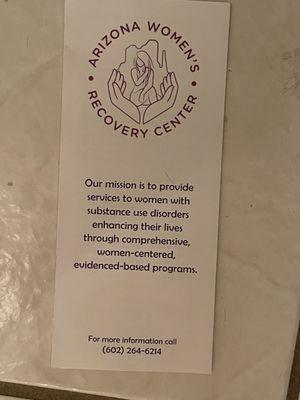 • ARIZONA WOMEN'S •
RECOVERY CENTER
Our mission is to provide
services to women with
substance use disorders
enhancing their lives
through comprehensive,
women-centered,
evidenced-based programs.
For more information call
(602) 264-6214